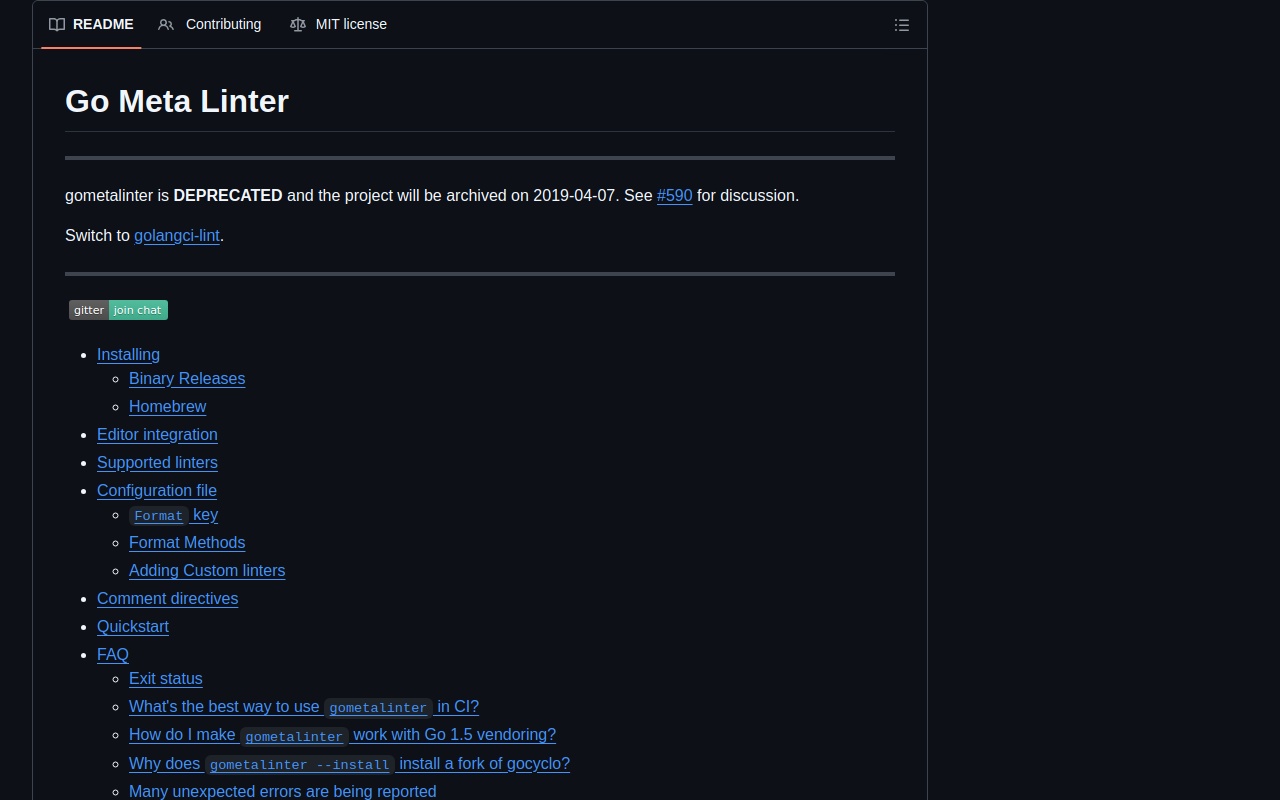 README Contributing MIT license
Go Meta Linter
gometalinter is DEPRECATED and the project will be archived on 2019-04-07. See #590 for discussion.
Switch to golangci-lint.
gitter join chat
Installing
Binary Releases
Homebrew
Editor integration
Supported linters
Configuration file
Format key
Format Methods
Adding Custom linters
Comment directives
Quickstart
FAQ
Exit status
What's the best way to use gometalinter in CI?
How do I make gometalinter work with Go 1.5 vendoring?
Why does gometalinter --install install a fork of gocyclo?
Many unexpected errors are being reported